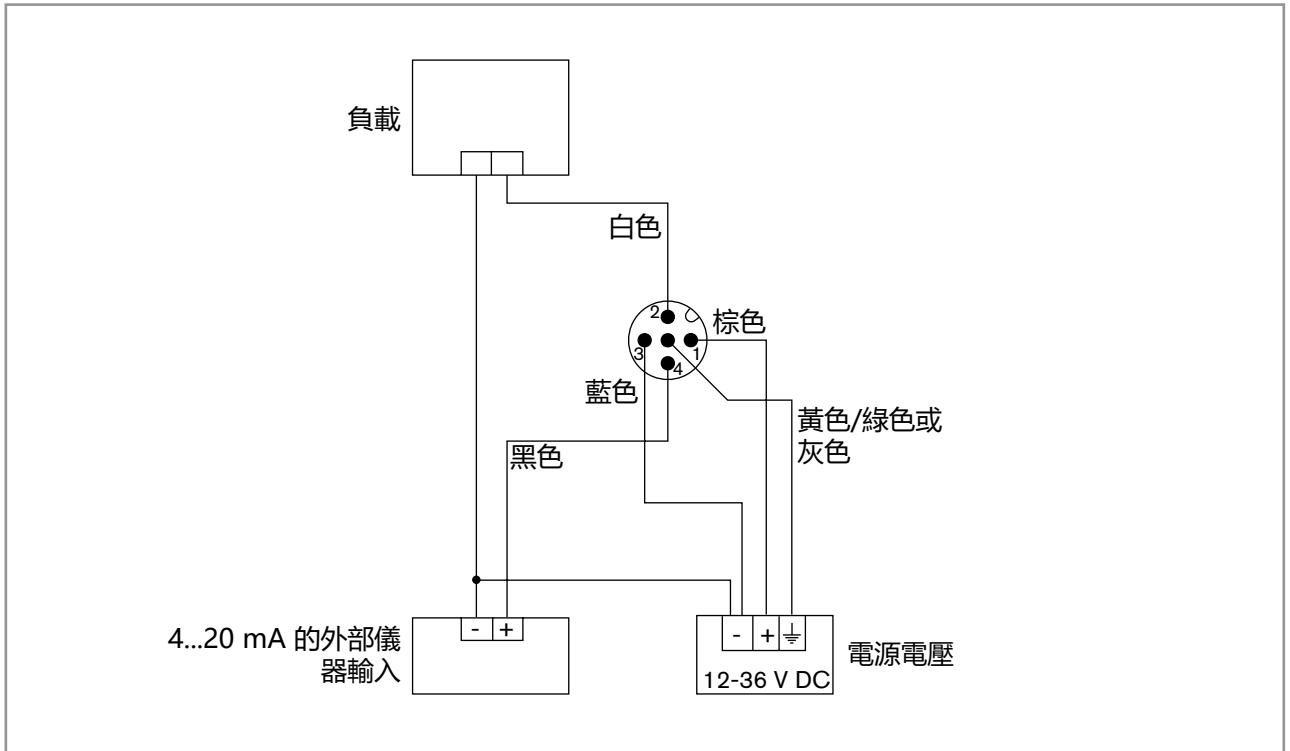 負載
白色
2
棕色
3
1
4
藍色
黃色/綠色或
灰色
黑色
- +
- +
4...20 mA 的外部儀
器輸入
電源電壓
12-36 V DC